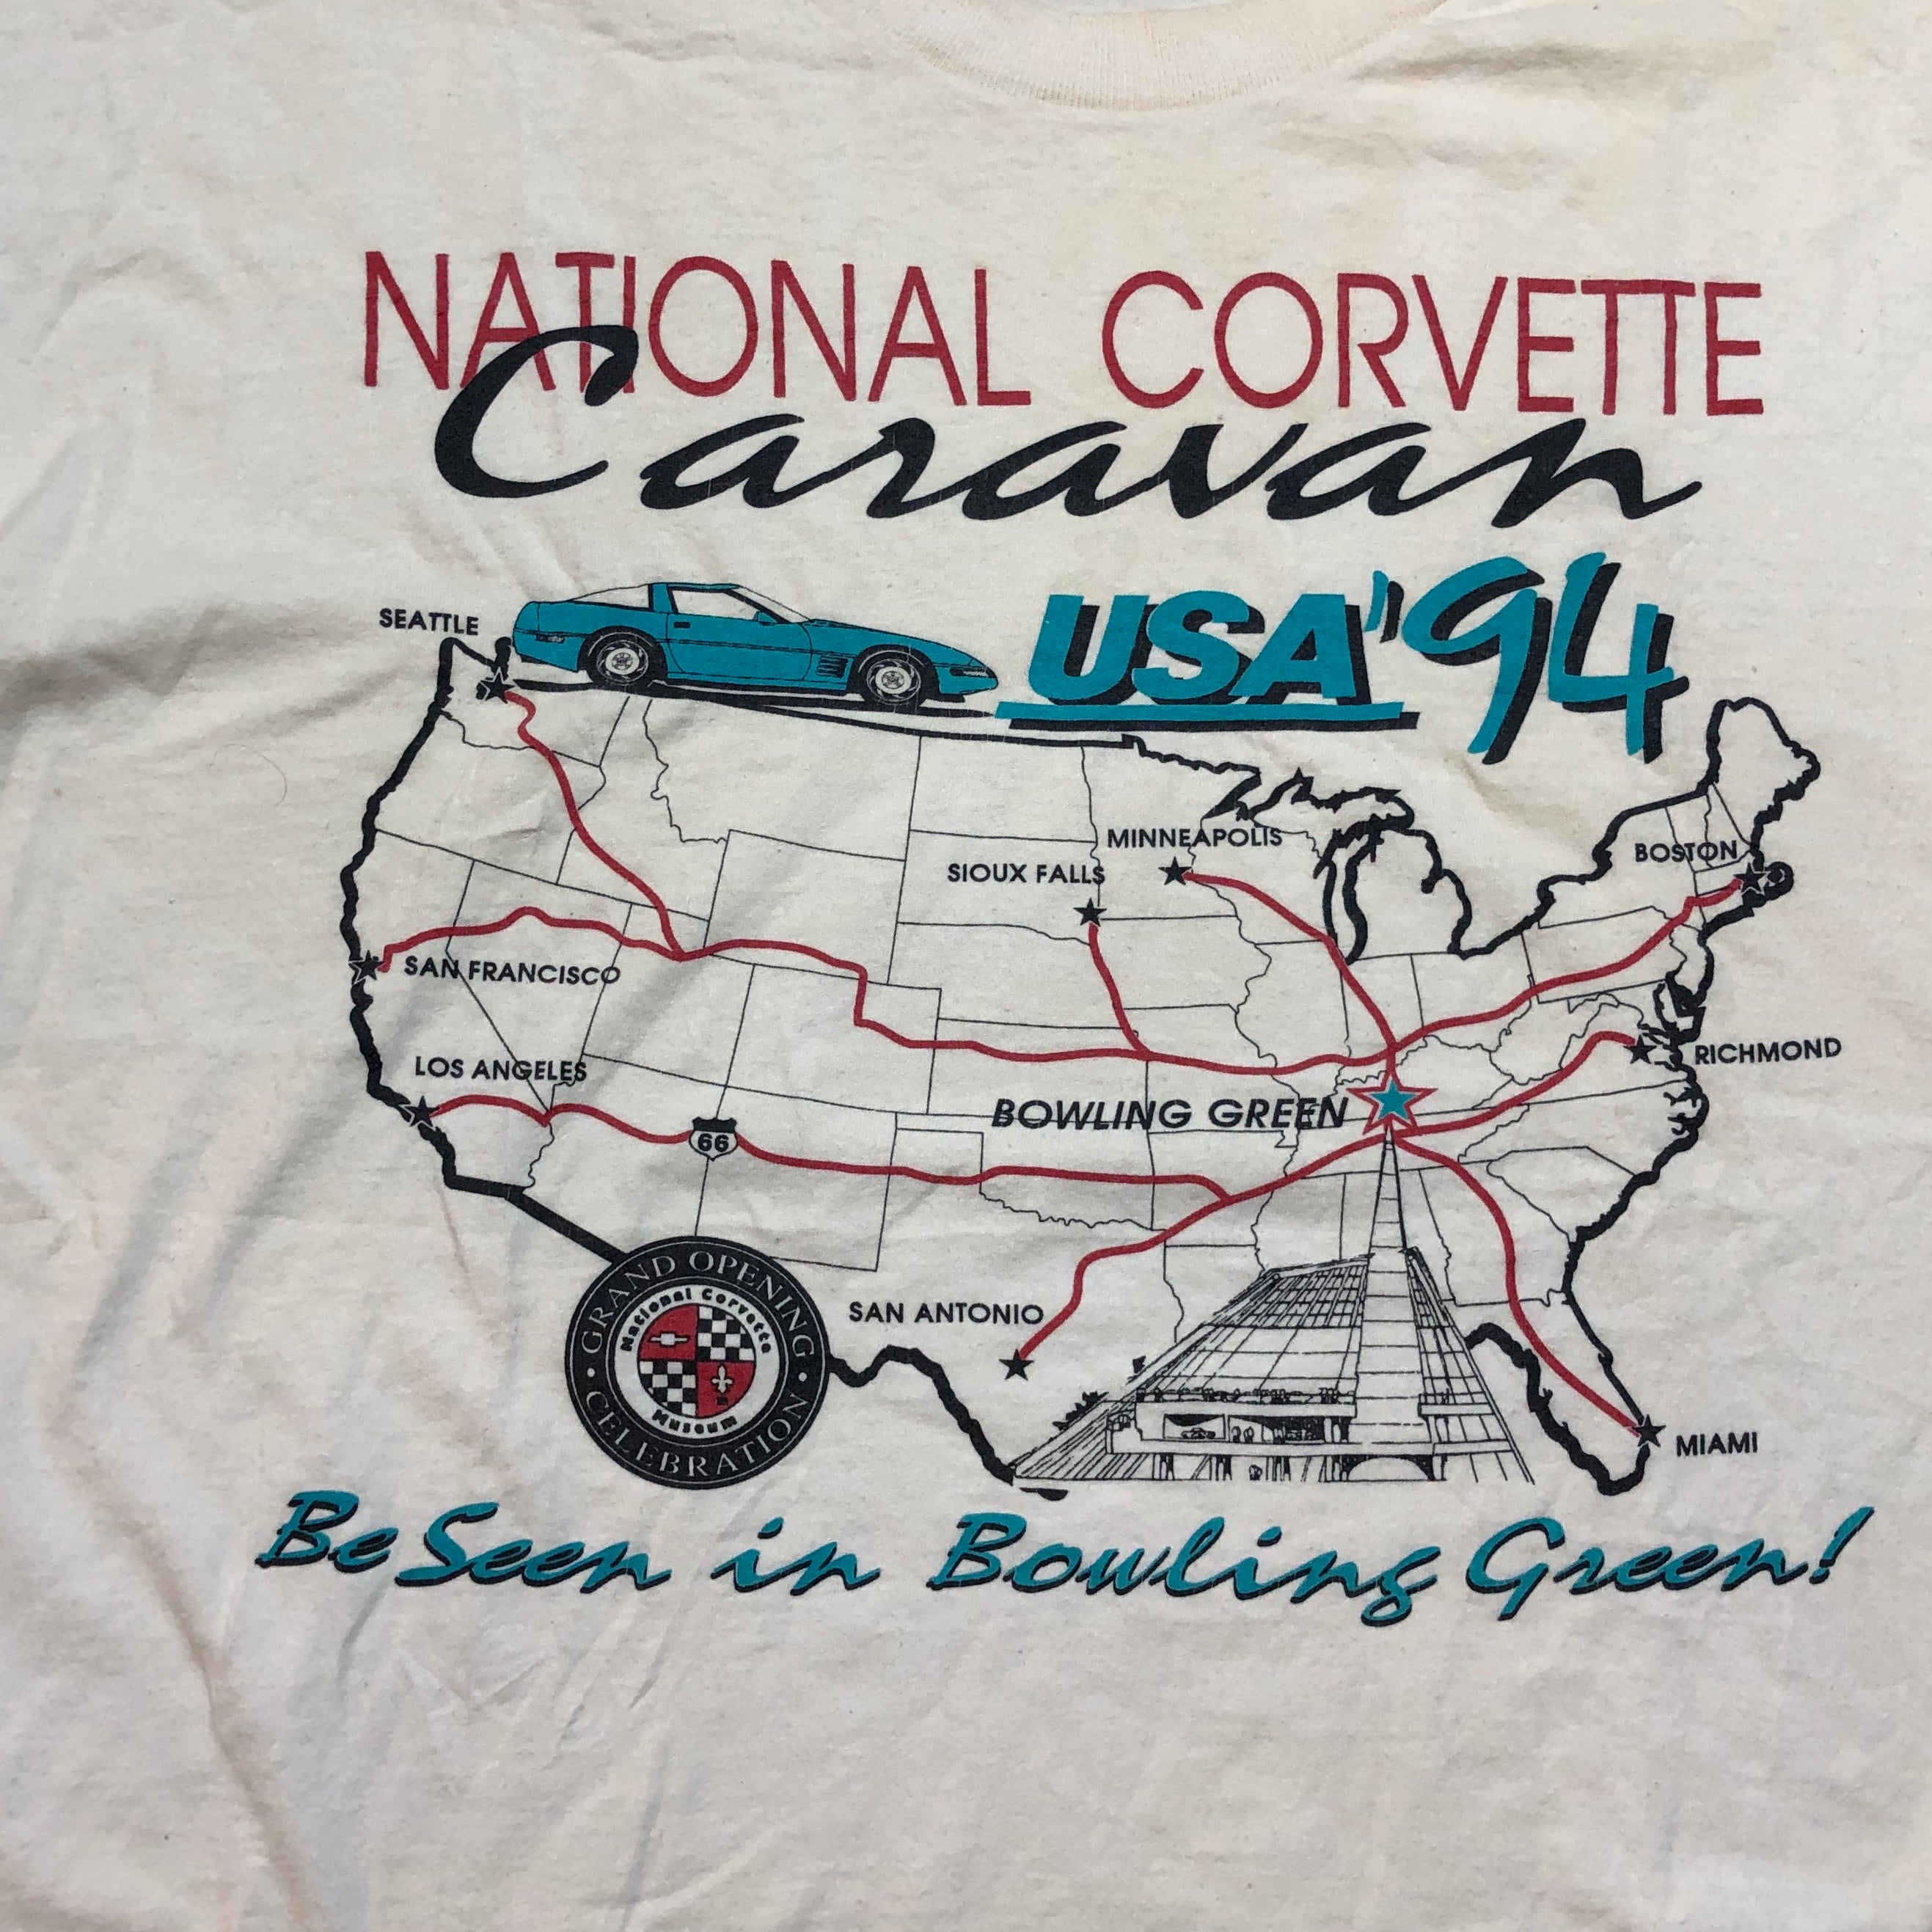 NATIONAL CORVETTE
Caravan
USA '94
SEATTLE
MINNEAPOLIS
SIOUX FALLS
BOSTON
SAN FRANCISCO
RICHMOND
LOS ANGELES
BOWLING GREEN
66
SAN ANTONIO
GRAND OPENING
National Corvette
Museum
CELEBRATION
MIAMI
Be Seen in Bowling Green!